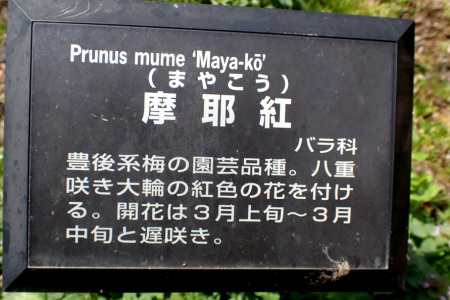 Prunus mume 'Maya-kō'
（まやこう）
摩耶紅
バラ科
豊後系梅の園芸品種。八重
咲き大輪の紅色の花を付け
る。開花は３月上旬～３月
中旬と遅咲き。